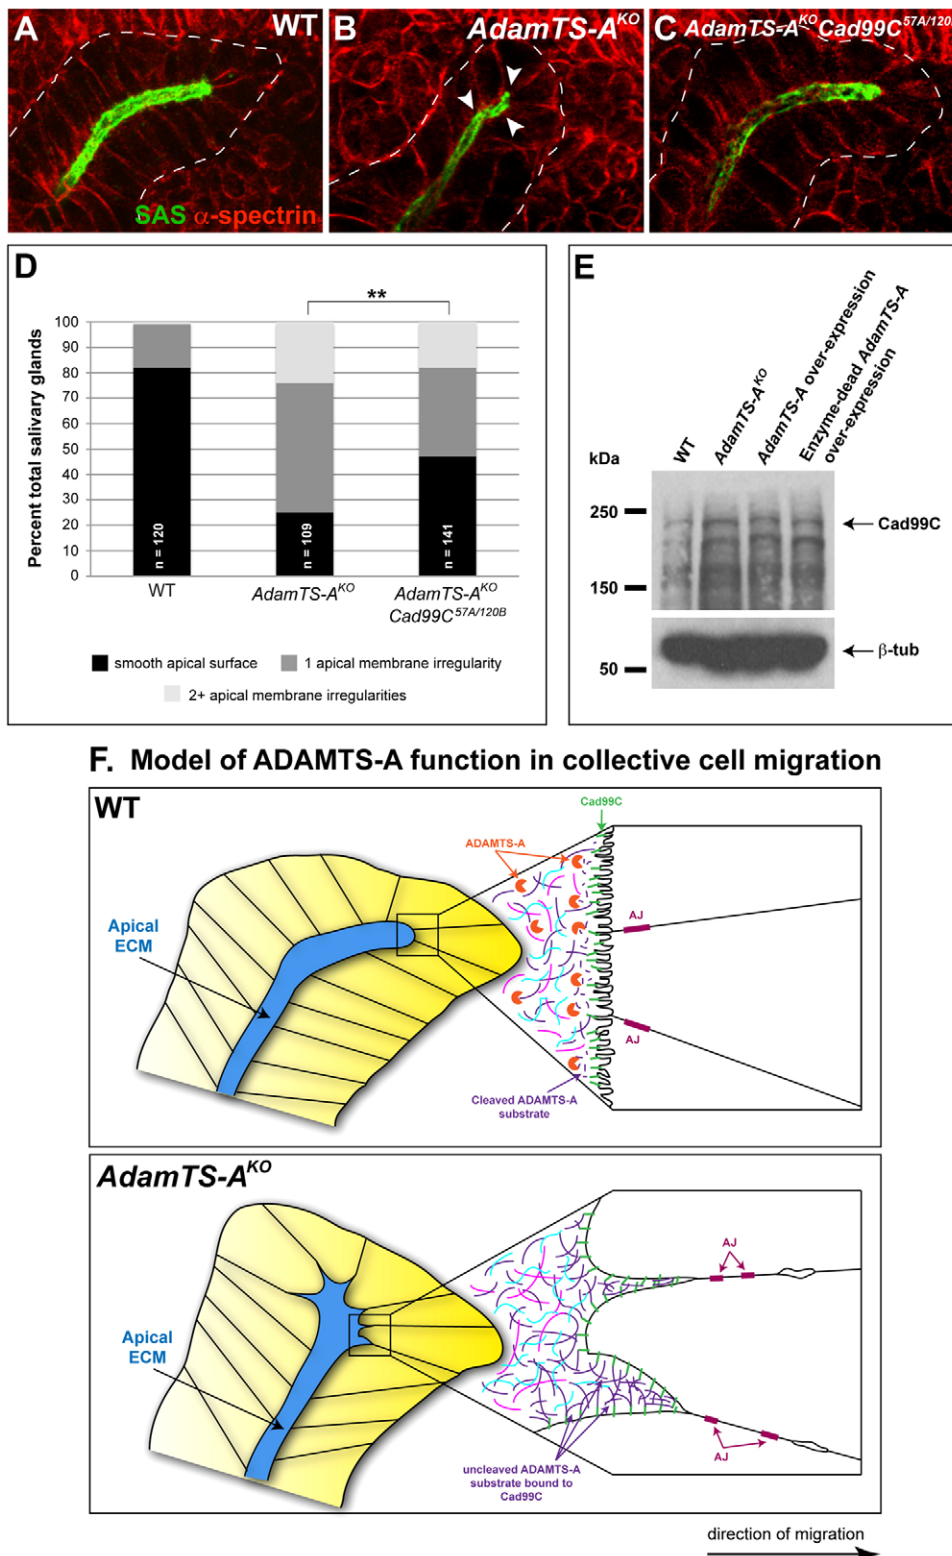 A WT
SAS α-spectrin
B AdamTS-A^KO
C AdamTS-A^KO Cad99C^57A/120B
D
**
Percent total salivary glands
100
90
80
70
60
50
40
30
20
10
0
n = 120
n = 109
n = 141
WT
AdamTS-A^KO
AdamTS-A^KO
Cad99C^57A/120B
smooth apical surface
1 apical membrane irregularity
2+ apical membrane irregularities
E
WT
AdamTS-A^KO
AdamTS-A over-expression
Enzyme-dead AdamTS-A
over-expression
kDa
250
150
50
Cad99C
β-tub
F. Model of ADAMTS-A function in collective cell migration
WT
Apical
ECM
ADAMTS-A
Cad99C
AJ
AJ
Cleaved ADAMTS-A
substrate
AdamTS-A^KO
Apical
ECM
AJ
AJ
uncleaved ADAMTS-A
substrate bound to
Cad99C
direction of migration